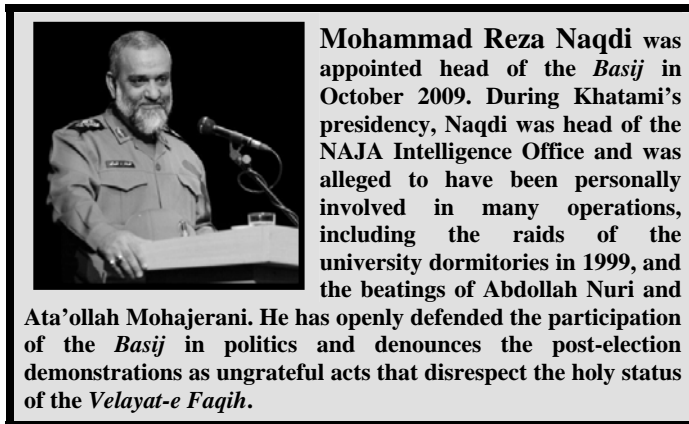 Mohammad Reza Naqdi was
appointed head of the Basij in
October 2009. During Khatami's
presidency, Naqdi was head of the
NAJA Intelligence Office and was
alleged to have been personally
involved in many operations,
including the raids of the
university dormitories in 1999, and
the beatings of Abdollah Nuri and
Ata'ollah Mohajerani. He has openly defended the participation
of the Basij in politics and denounces the post-election
demonstrations as ungrateful acts that disrespect the holy status
of the Velayat-e Faqih.